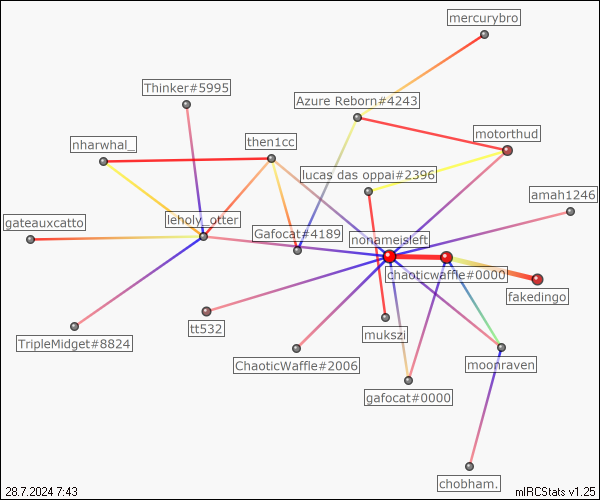 mercurybro
Thinker#5995
Azure Reborn#4243
motorthud
nharwhal_
then1cc
lucas das oppai#2396
amah1246
gateauxcatto
leholy_otter
Gafocat#4189
nonameisleft
chaoticwaffle#0000
fakedingo
tt532
mukszi
TripleMidget#8824
ChaoticWaffle#2006
moonraven
gafocat#0000
chobham.
28.7.2024 7:43
mIRCStats v1.25